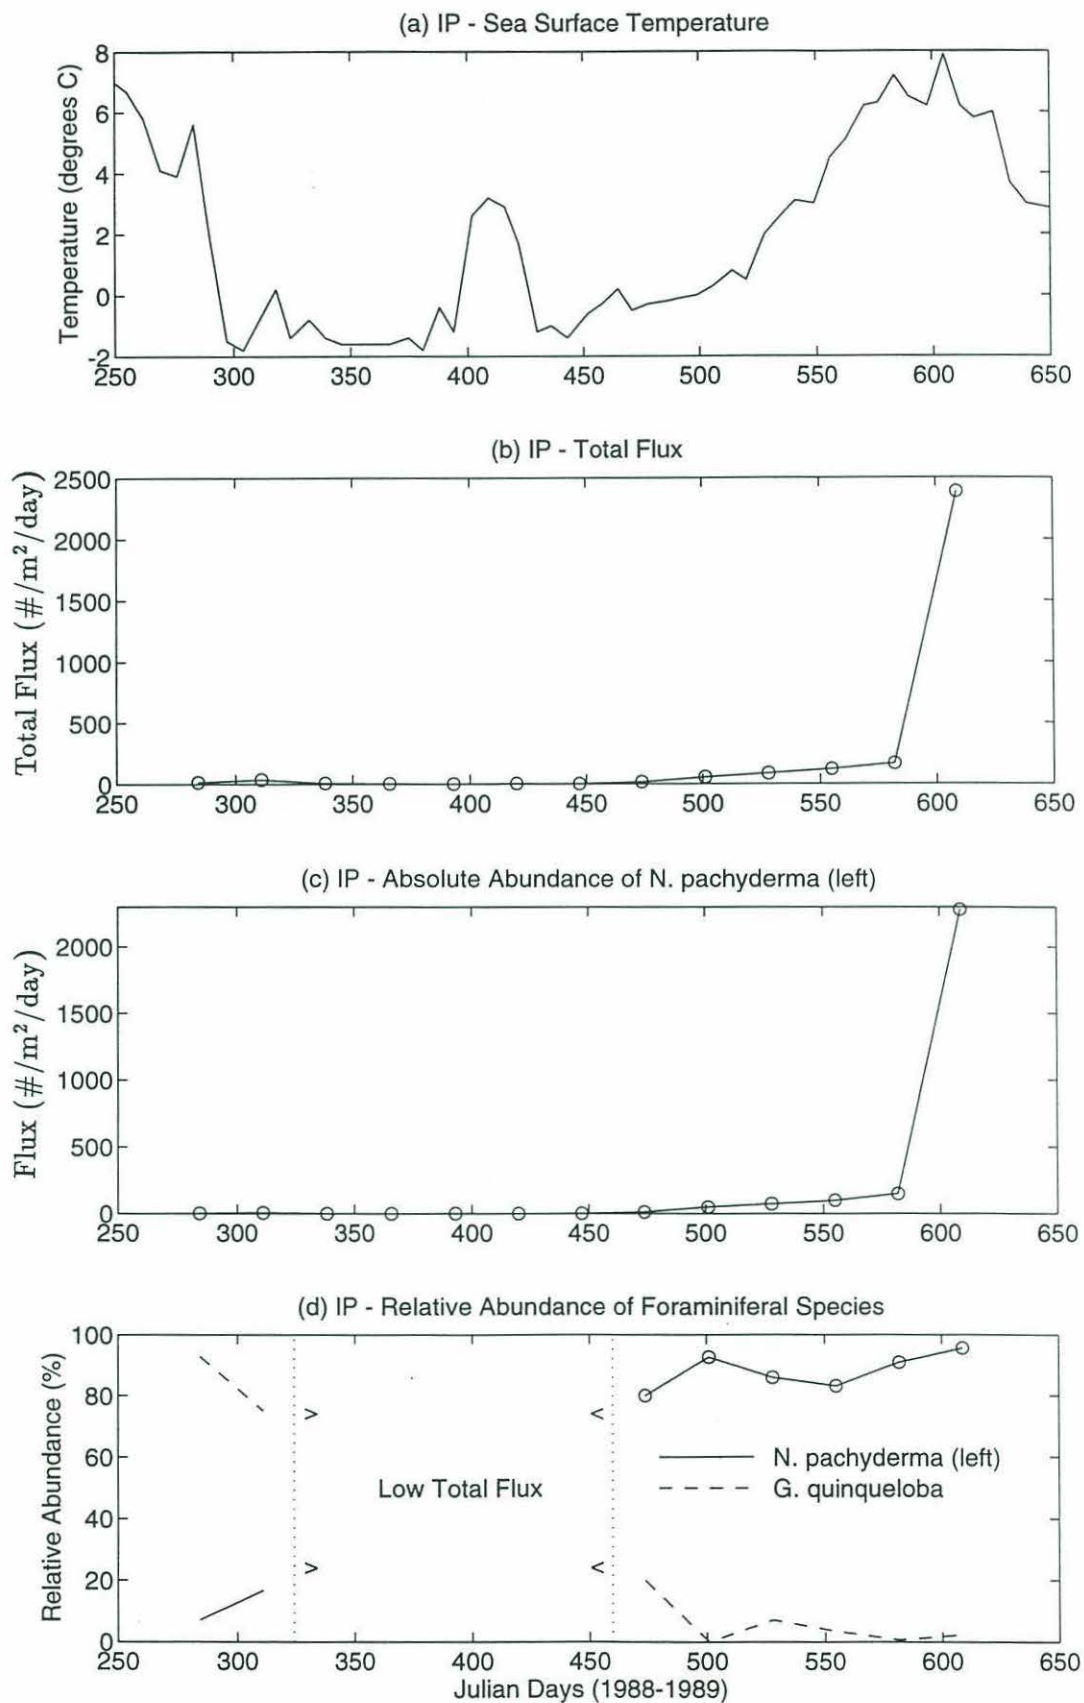 (a) IP - Sea Surface Temperature
Temperature (degrees C)
8
6
4
2
0
-2
250 300 350 400 450 500 550 600 650
(b) IP - Total Flux
Total Flux (#/m²/day)
2500
2000
1500
1000
500
0
250 300 350 400 450 500 550 600 650
(c) IP - Absolute Abundance of N. pachyderma (left)
Flux (#/m²/day)
2000
1500
1000
500
0
250 300 350 400 450 500 550 600 650
(d) IP - Relative Abundance of Foraminiferal Species
Relative Abundance (%)
100
80
60
40
20
0
> <
N. pachyderma (left)
Low Total Flux
G. quinqueloba
> <
250 300 350 400 450 500 550 600 650
Julian Days (1988-1989)